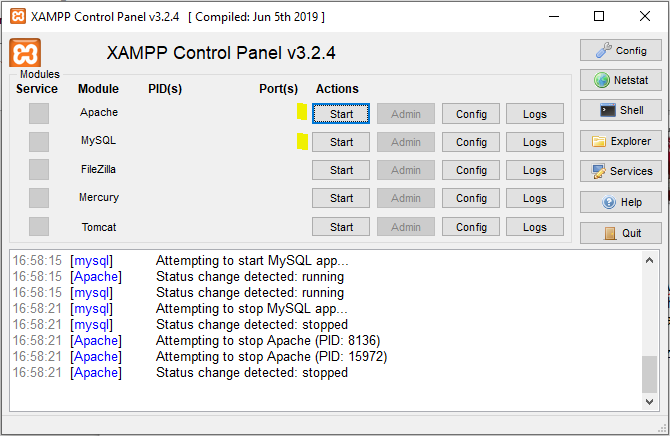 XAMPP Control Panel v3.2.4 [ Compiled: Jun 5th 2019 ]
XAMPP Control Panel v3.2.4
Config
Modules
Service Module PID(s) Port(s) Actions
Netstat
Apache Start Admin Config Logs
Shell
MySQL Start Admin Config Logs
Explorer
FileZilla Start Admin Config Logs
Services
Mercury Start Admin Config Logs
Help
Tomcat Start Admin Config Logs
Quit
16:58:15 [mysql] Attempting to start MySQL app...
16:58:15 [Apache] Status change detected: running
16:58:15 [mysql] Status change detected: running
16:58:21 [mysql] Attempting to stop MySQL app...
16:58:21 [mysql] Status change detected: stopped
16:58:21 [Apache] Attempting to stop Apache (PID: 8136)
16:58:21 [Apache] Attempting to stop Apache (PID: 15972)
16:58:21 [Apache] Status change detected: stopped